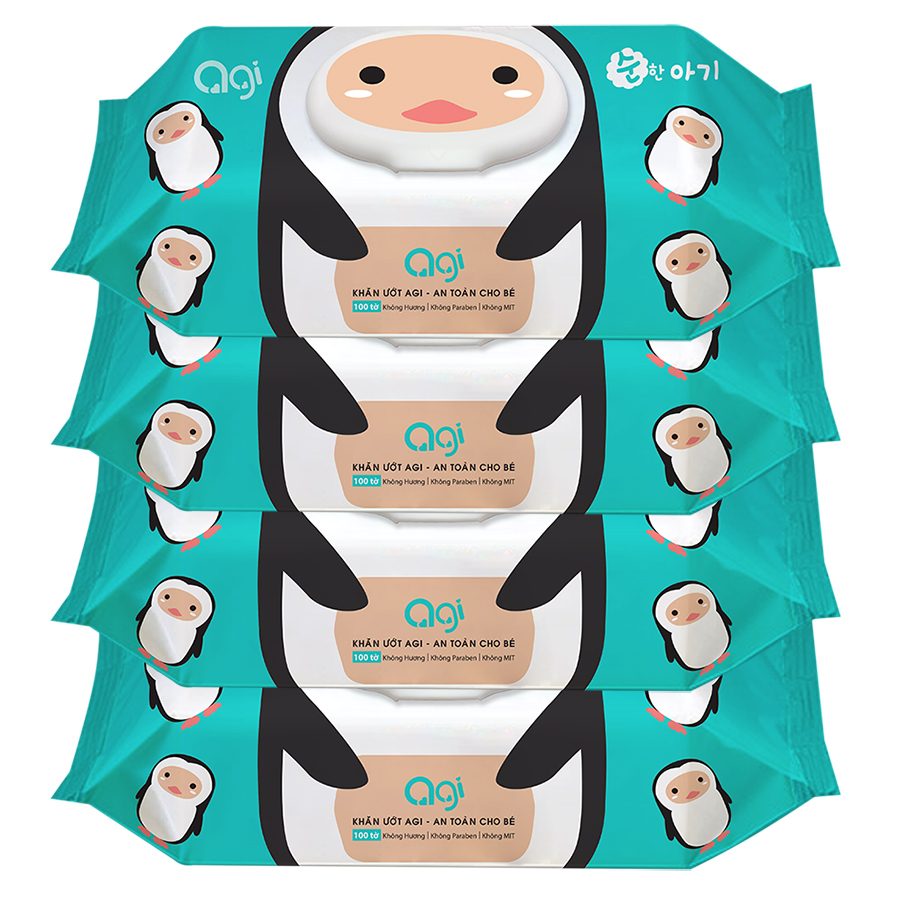 agi
순한 아기
agi
KHĂN ƯỚT AGI - AN TOÀN CHO BÉ
100 tờ Không Hương | Không Paraben | Không MIT
agi
KHĂN ƯỚT AGI - AN TOÀN CHO BÉ
100 tờ Không Hương | Không Paraben | Không MIT
agi
KHĂN ƯỚT AGI - AN TOÀN CHO BÉ
100 tờ Không Hương | Không Paraben | Không MIT
agi
KHĂN ƯỚT AGI - AN TOÀN CHO BÉ
100 tờ Không Hương | Không Paraben | Không MIT